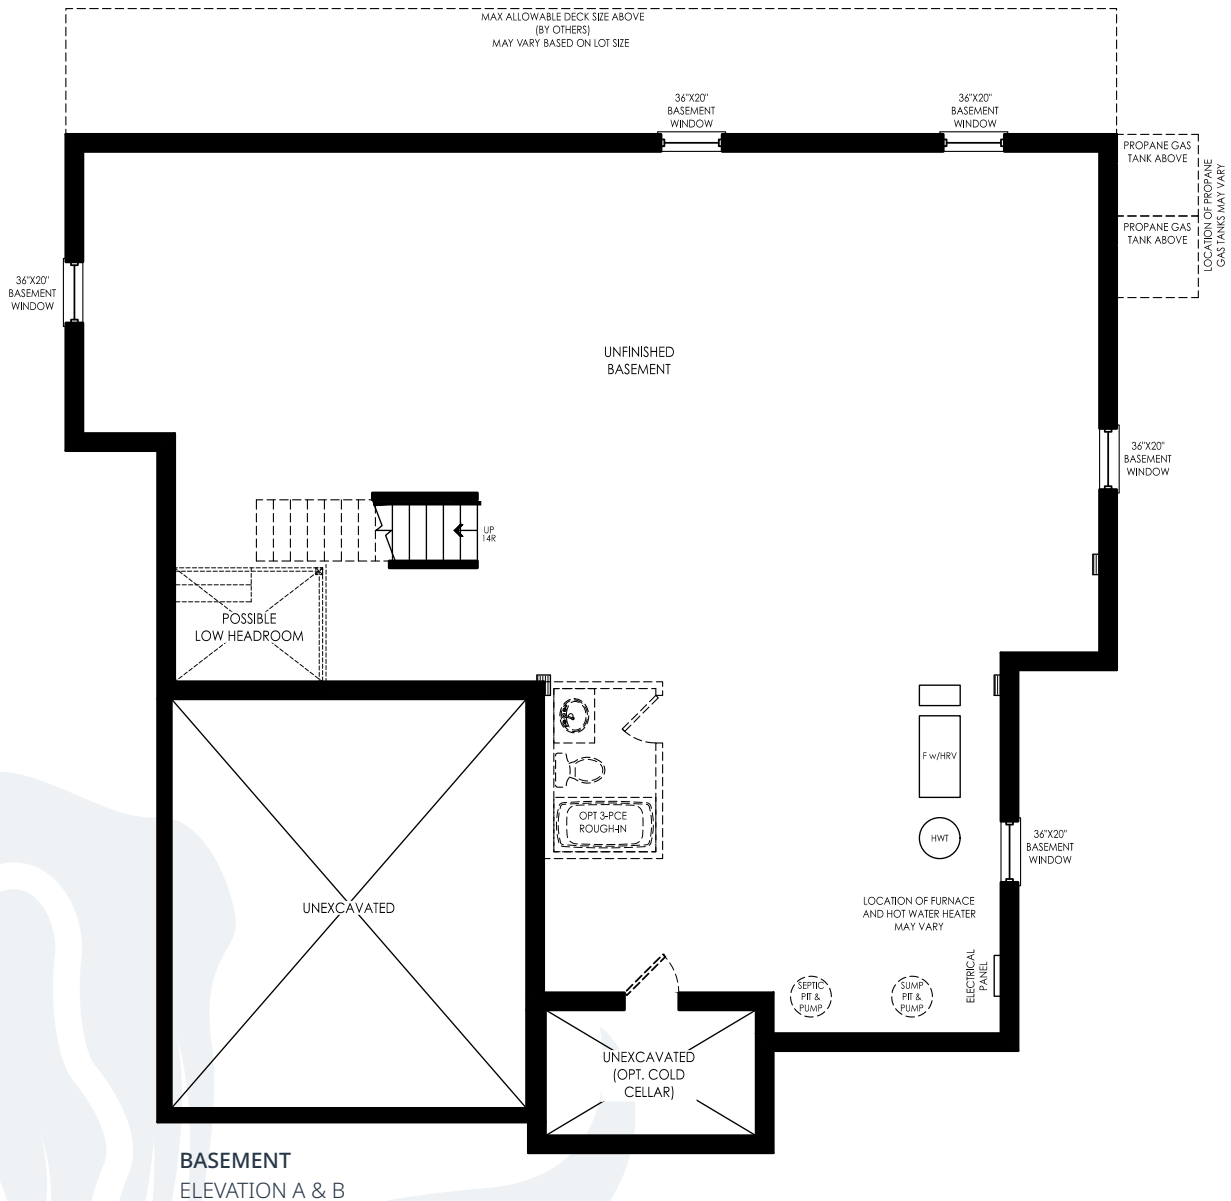 MAX ALLOWABLE DECK SIZE ABOVE
(BY OTHERS)
MAY VARY BASED ON LOT SIZE
36"X20"
BASEMENT
WINDOW
36"X20"
BASEMENT
WINDOW
PROPANE GAS
TANK ABOVE
PROPANE GAS
TANK ABOVE
LOCATION OF PROPANE
GAS TANKS MAY VARY
36"X20"
BASEMENT
WINDOW
UNFINISHED
BASEMENT
36"X20"
BASEMENT
WINDOW
UP
14R
POSSIBLE
LOW HEADROOM
F w/HRV
OPT 3-PCE
ROUGH-IN
HWT
36"X20"
BASEMENT
WINDOW
UNEXCAVATED
LOCATION OF FURNACE
AND HOT WATER HEATER
MAY VARY
ELECTRICAL
PANEL
SEPTIC
PIT &
PUMP
SUMP
PIT &
PUMP
UNEXCAVATED
(OPT. COLD
CELLAR)
BASEMENT
ELEVATION A & B